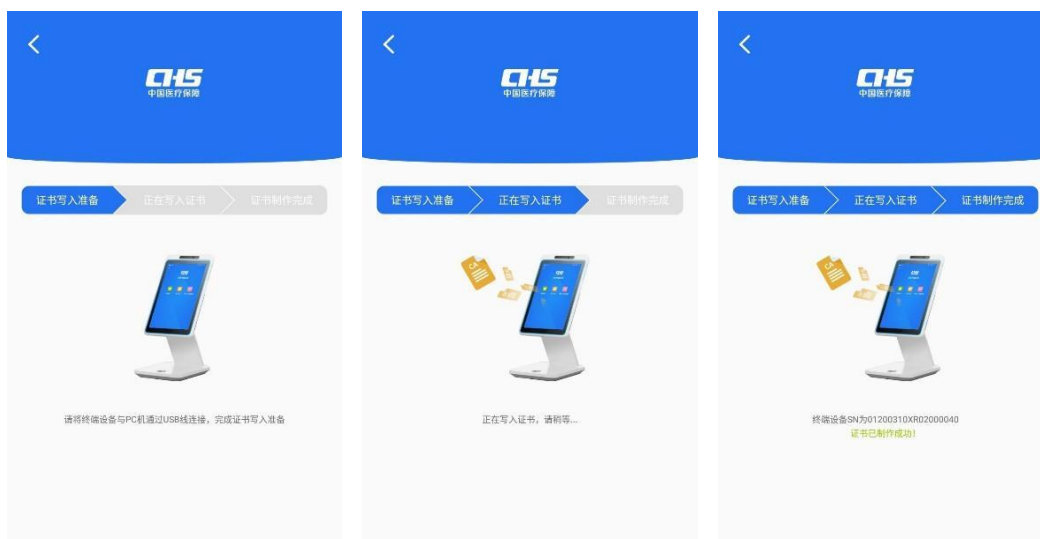 CHS
中国医疗保障
证书写入准备
正在写入证书
证书制作完成
请将终端设备与PC机通过USB线连接，完成证书写入准备
CHS
中国医疗保障
证书写入准备
正在写入证书
证书制作完成
CA
正在写入证书，请稍等...
CHS
中国医疗保障
证书写入准备
正在写入证书
证书制作完成
CA
终端设备SN为01200310XR02000040
证书已制作成功！